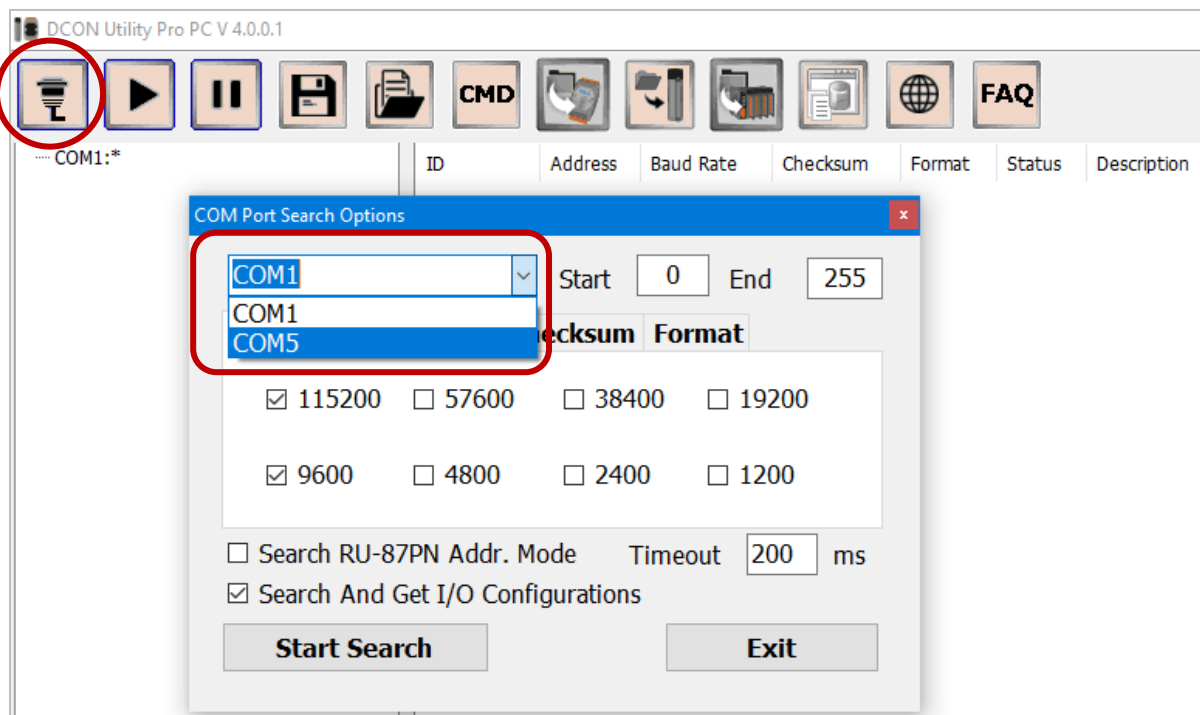 DCON Utility Pro PC V 4.0.0.1
CMD
FAQ
COM1:*
ID Address Baud Rate Checksum Format Status Description
COM Port Search Options
COM1 Start 0 End 255
COM1
COM5
ecksum Format
115200 57600 38400 19200
9600 4800 2400 1200
Search RU-87PN Addr. Mode Timeout 200 ms
Search And Get I/O Configurations
Start Search Exit